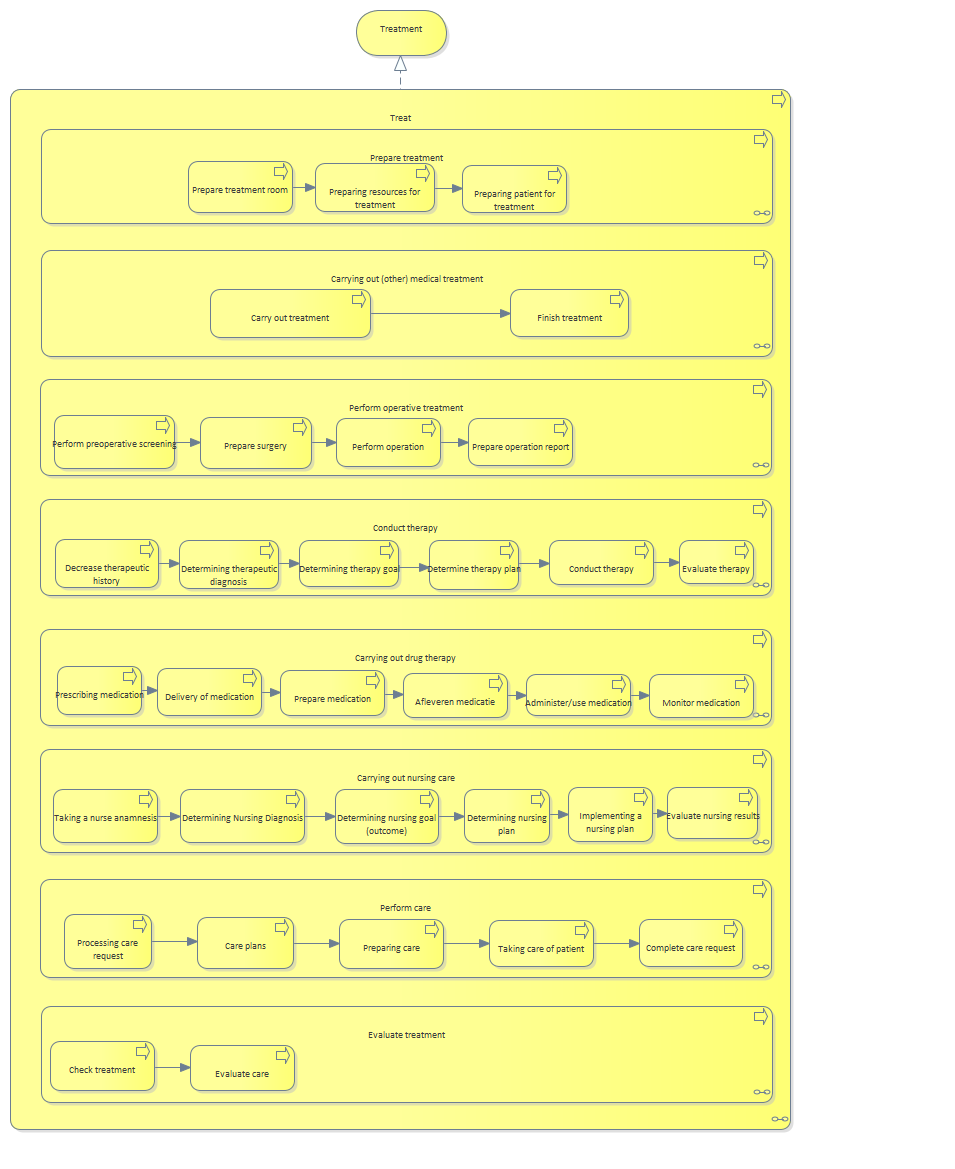 Treatment
Treat
Prepare treatment
Prepare treatment room
Preparing resources for
treatment
Preparing patient for
treatment
Carrying out (other) medical treatment
Carry out treatment
Finish treatment
Perform operative treatment
Perform preoperative screening
Prepare surgery
Perform operation
Prepare operation report
Conduct therapy
Decrease therapeutic
history
Determining therapeutic
diagnosis
Determining therapy goal
Determine therapy plan
Conduct therapy
Evaluate therapy
Carrying out drug therapy
Prescribing medication
Delivery of medication
Prepare medication
Afleveren medicatie
Administer/use medication
Monitor medication
Carrying out nursing care
Taking a nurse anamnesis
Determining Nursing Diagnosis
Determining nursing goal
(outcome)
Determining nursing
plan
Implementing a
nursing plan
Evaluate nursing results
Perform care
Processing care
request
Care plans
Preparing care
Taking care of patient
Complete care request
Evaluate treatment
Check treatment
Evaluate care